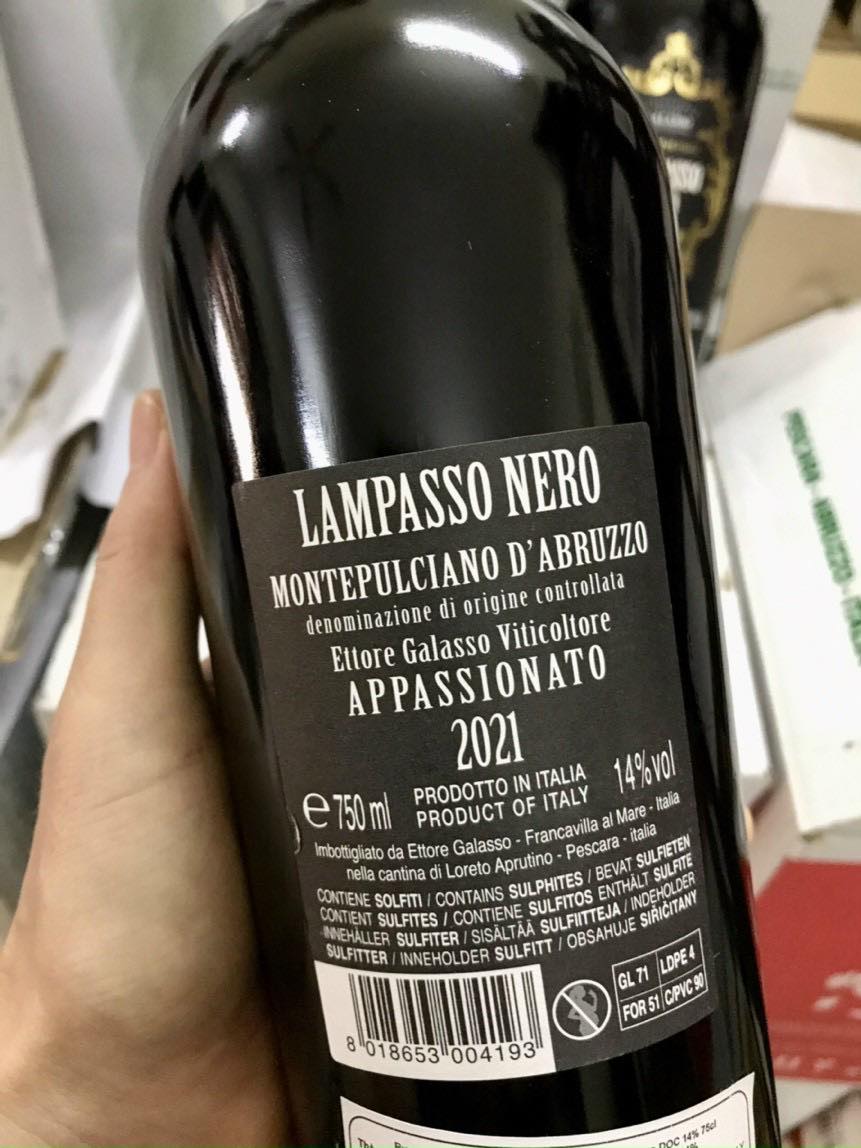 LAMPASSO NERO
MONTEPULCIANO D'ABRUZZO
denominazione di origine controllata
Ettore Galasso Viticoltore
APPASSIONATO
2021
e 750 ml PRODOTTO IN ITALIA 14%vol
PRODUCT OF ITALY
Imbottigliato da Ettore Galasso - Francavilla al Mare - Italia
nella cantina di Loreto Aprutino - Pescara - italia
CONTIENE SOLFITI / CONTAINS SULPHITES / BEVAT SULFIETEN
CONTIENT SULFITES / CONTIENE SULFITOS ENTHÄLT SULFITE
INNEHÅLLER SULFITER / SISÄLTÄÄ SULFIITTEJA / INDEHOLDER
SULFITTER / INNEHOLDER SULFITT / OBSAHUJE SIŘIČITANY
GL 71 LDPE 4
FOR 51 C/PVC 90
8 018653 004193
DOC 14% 75cl